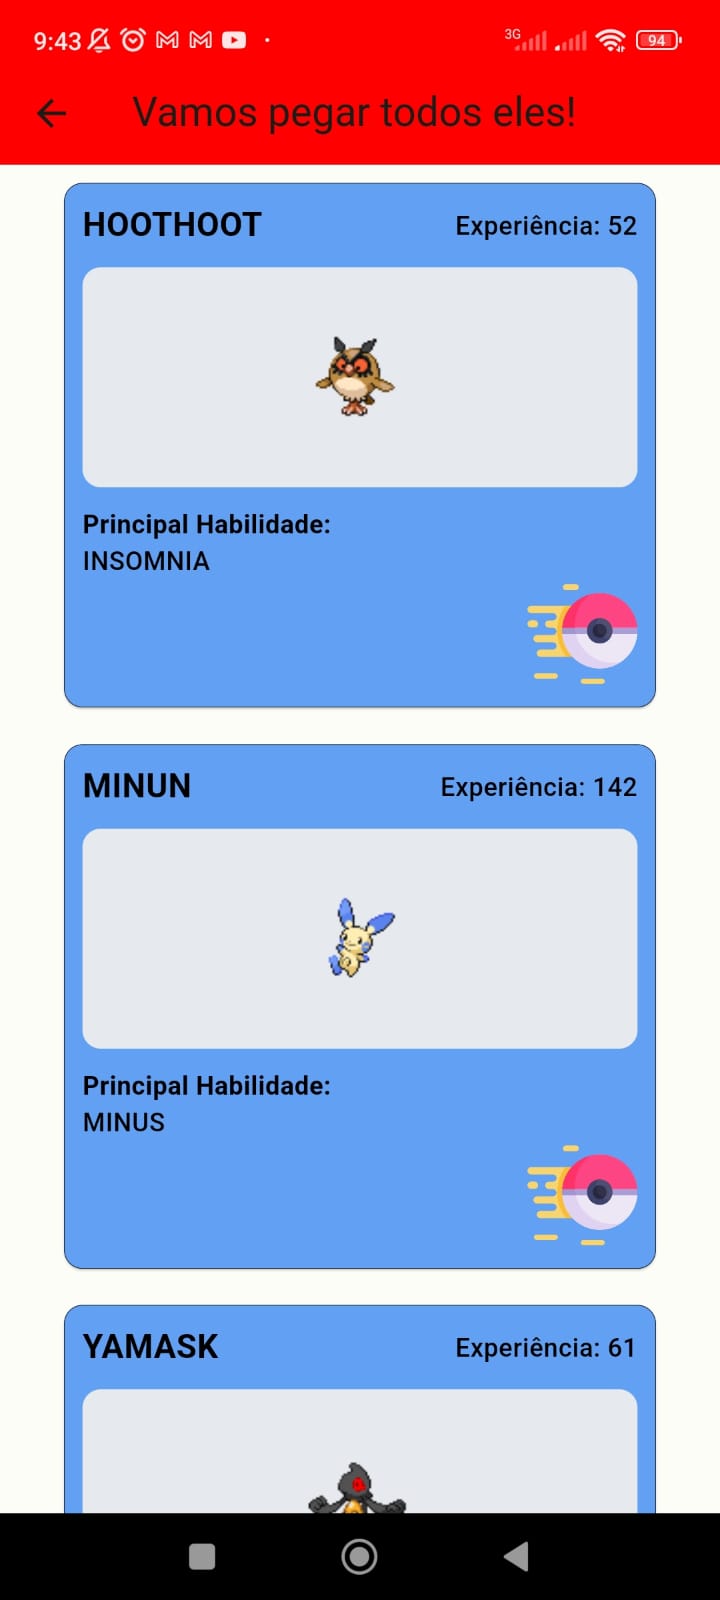 9:43
3G
94
Vamos pegar todos eles!
HOOTHOOT
Experiência: 52
Principal Habilidade:
INSOMNIA
MINUN
Experiência: 142
Principal Habilidade:
MINUS
YAMASK
Experiência: 61